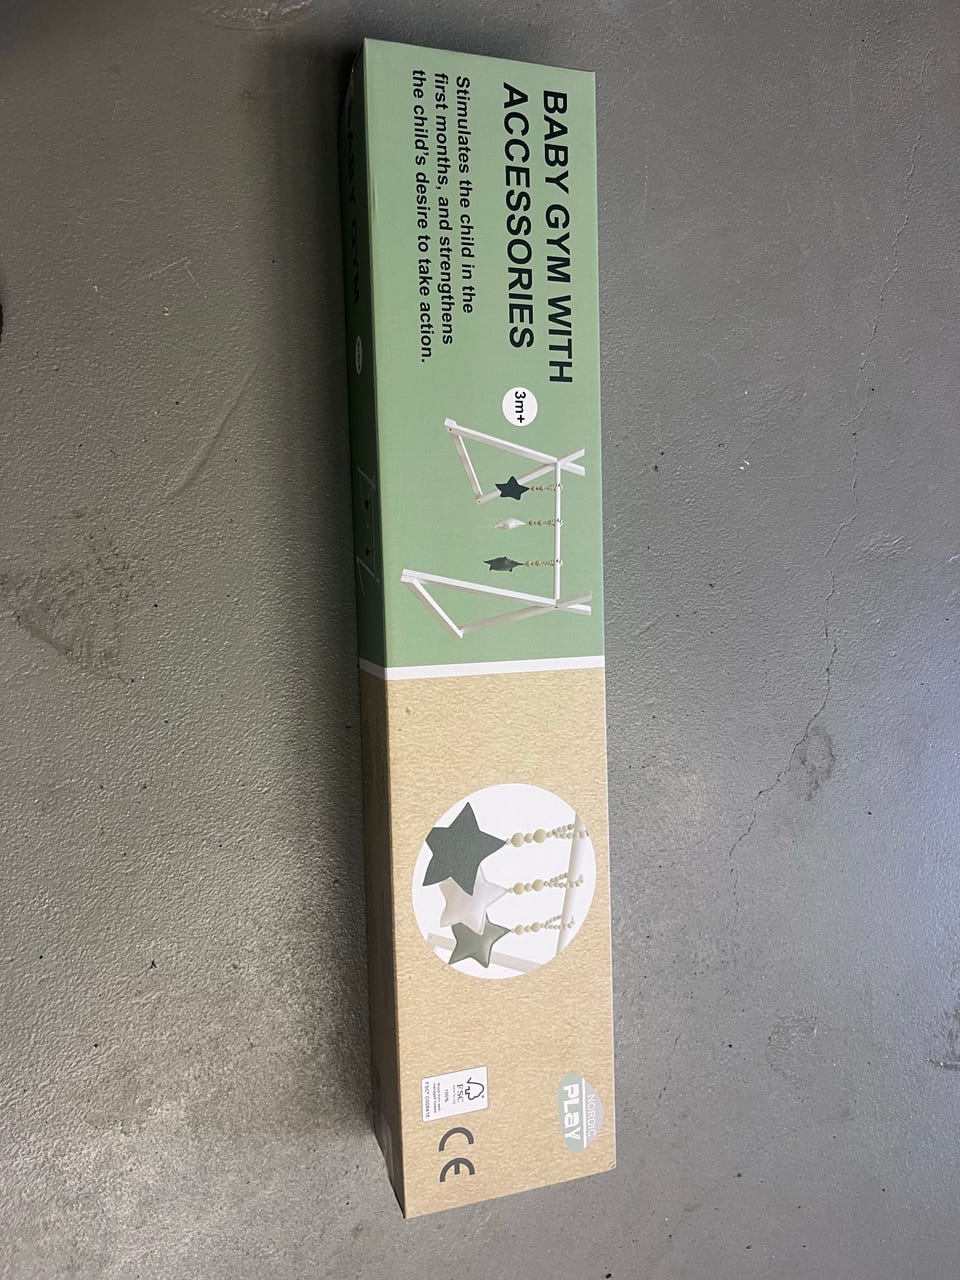 BABY GYM WITH
ACCESSORIES
Stimulates the child in the
first months, and strengthens
the child's desire to take action.
3m+
BABY GYM
NORDIC
PLAY
FSC
100%
CE